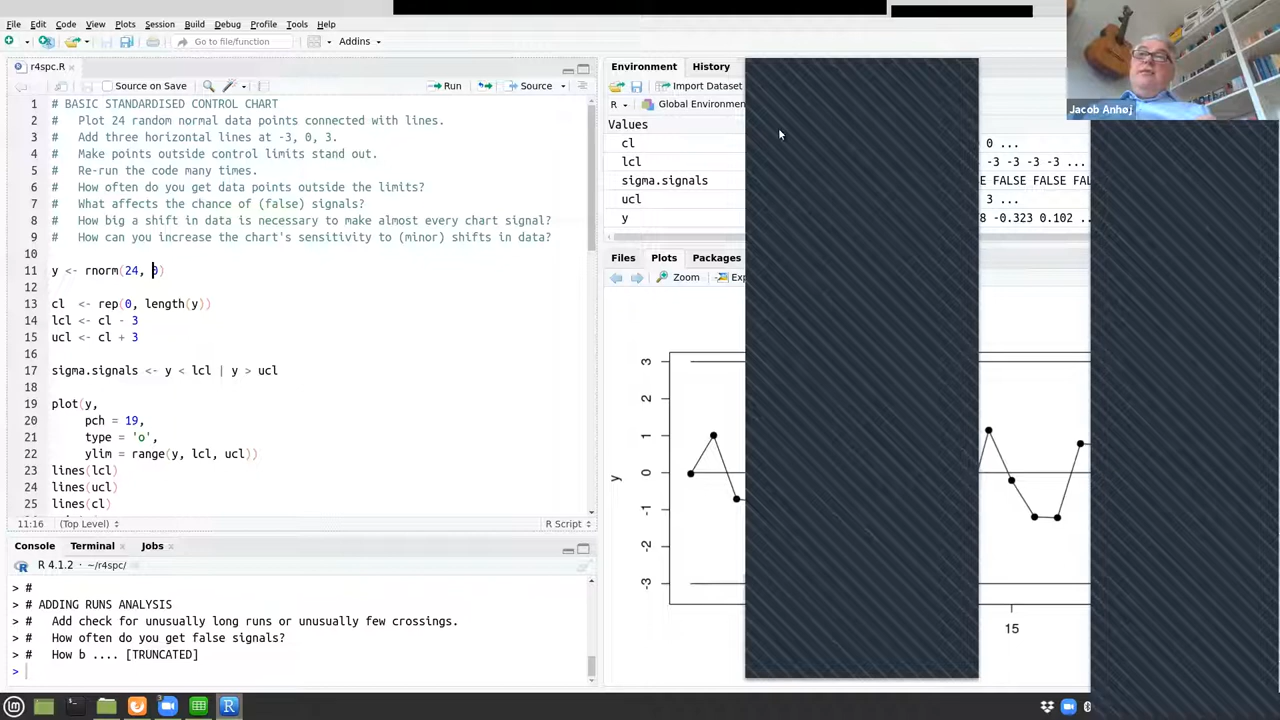 File Edit Code View Plots Session Build Debug Profile Tools Help
Go to file/function
Addins
r4spc.R
Source on Save
Run
Source
1 # BASIC STANDARDISED CONTROL CHART
2 #   Plot 24 random normal data points connected with lines.
3 #   Add three horizontal lines at -3, 0, 3.
4 #   Make points outside control limits stand out.
5 #   Re-run the code many times.
6 #   How often do you get data points outside the limits?
7 #   What affects the chance of (false) signals?
8 #   How big a shift in data is necessary to make almost every chart signal?
9 #   How can you increase the chart's sensitivity to (minor) shifts in data?
10
11 y <- rnorm(24, 0)
12
13 cl  <- rep(0, length(y))
14 lcl <- cl - 3
15 ucl <- cl + 3
16
17 sigma.signals <- y < lcl | y > ucl
18
19 plot(y,
20      pch = 19,
21      type = 'o',
22      ylim = range(y, lcl, ucl))
23 lines(lcl)
24 lines(ucl)
25 lines(cl)
11:16 (Top Level) R Script
Console Terminal Jobs
R 4.1.2 · ~/r4spc/
> #
> # ADDING RUNS ANALYSIS
> #   Add check for unusually long runs or unusually few crossings.
> #   How often do you get false signals?
> #   How b .... [TRUNCATED]
>
Environment History
Import Dataset
R Global Environme
Values
cl 0 ...
lcl -3 -3 -3 -3 ...
sigma.signals E FALSE FALSE FAL
ucl 3 ...
y 8 -0.323 0.102 ..
Files Plots Packages
Zoom Exp
3
2
1
0
-1
-2
-3
y
15
Jacob Anhøj